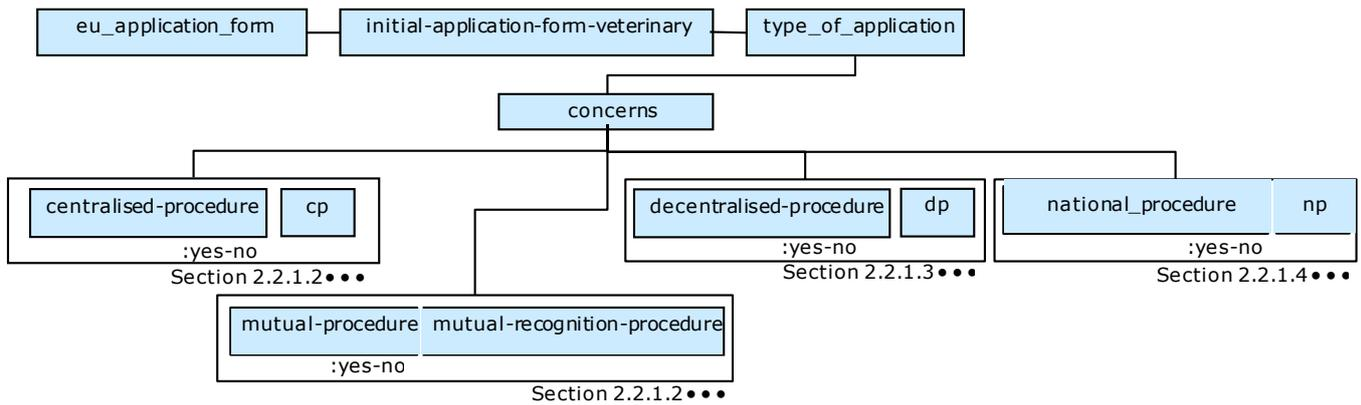 eu_application_form initial-application-form-veterinary type_of_application
concerns
centralised-procedure cp
:yes-no
Section 2.2.1.2•••
decentralised-procedure dp
:yes-no
Section 2.2.1.3•••
national_procedure np
:yes-no
Section 2.2.1.4•••
mutual-procedure mutual-recognition-procedure
:yes-no
Section 2.2.1.2•••